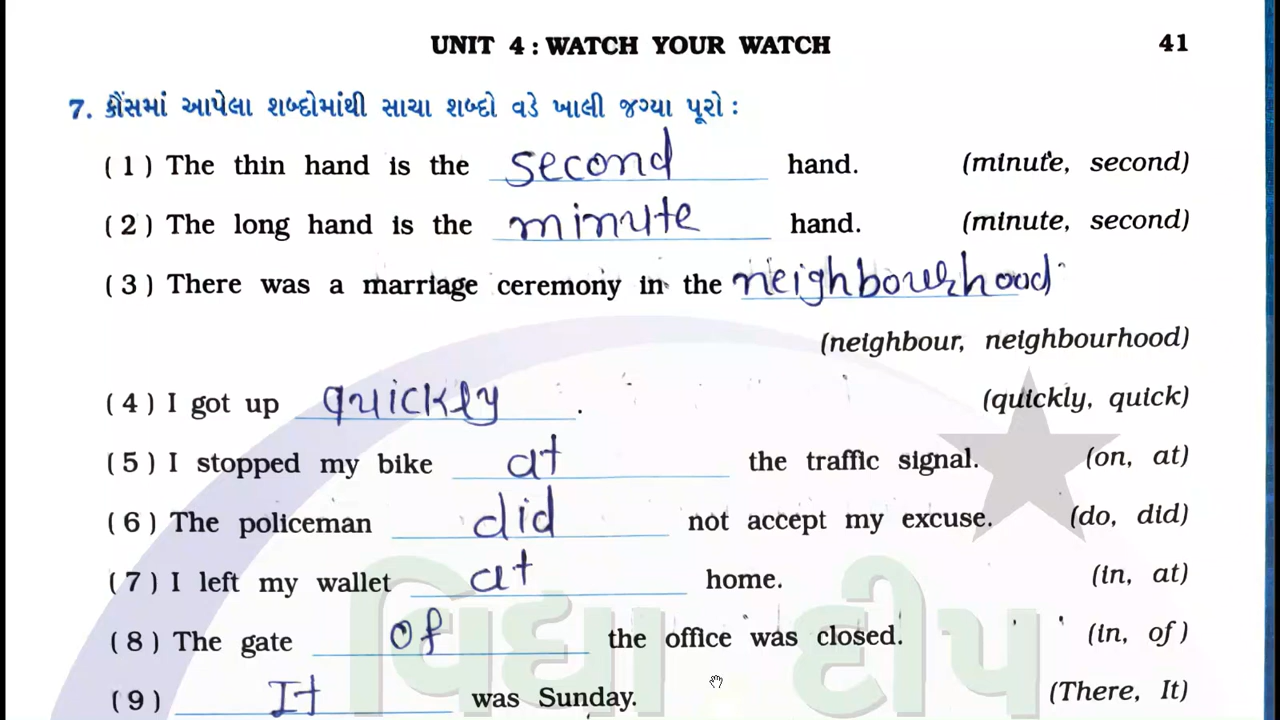 UNIT 4 : WATCH YOUR WATCH 41
7. કૌંસમાં આપેલા શબ્દોમાંથી સાચા શબ્દો વડે ખાલી જગ્યા પૂરો :
( 1 ) The thin hand is the second hand. (minute, second)
( 2 ) The long hand is the minute hand. (minute, second)
( 3 ) There was a marriage ceremony in the neighbourhood
(neighbour, neighbourhood)
( 4 ) I got up quickly . (quickly, quick)
( 5 ) I stopped my bike at the traffic signal. (on, at)
( 6 ) The policeman did not accept my excuse. (do, did)
( 7 ) I left my wallet at home. (in, at)
( 8 ) The gate of the office was closed. (in, of )
( 9 ) It was Sunday. (There, It)
વિદ્યા દીપ